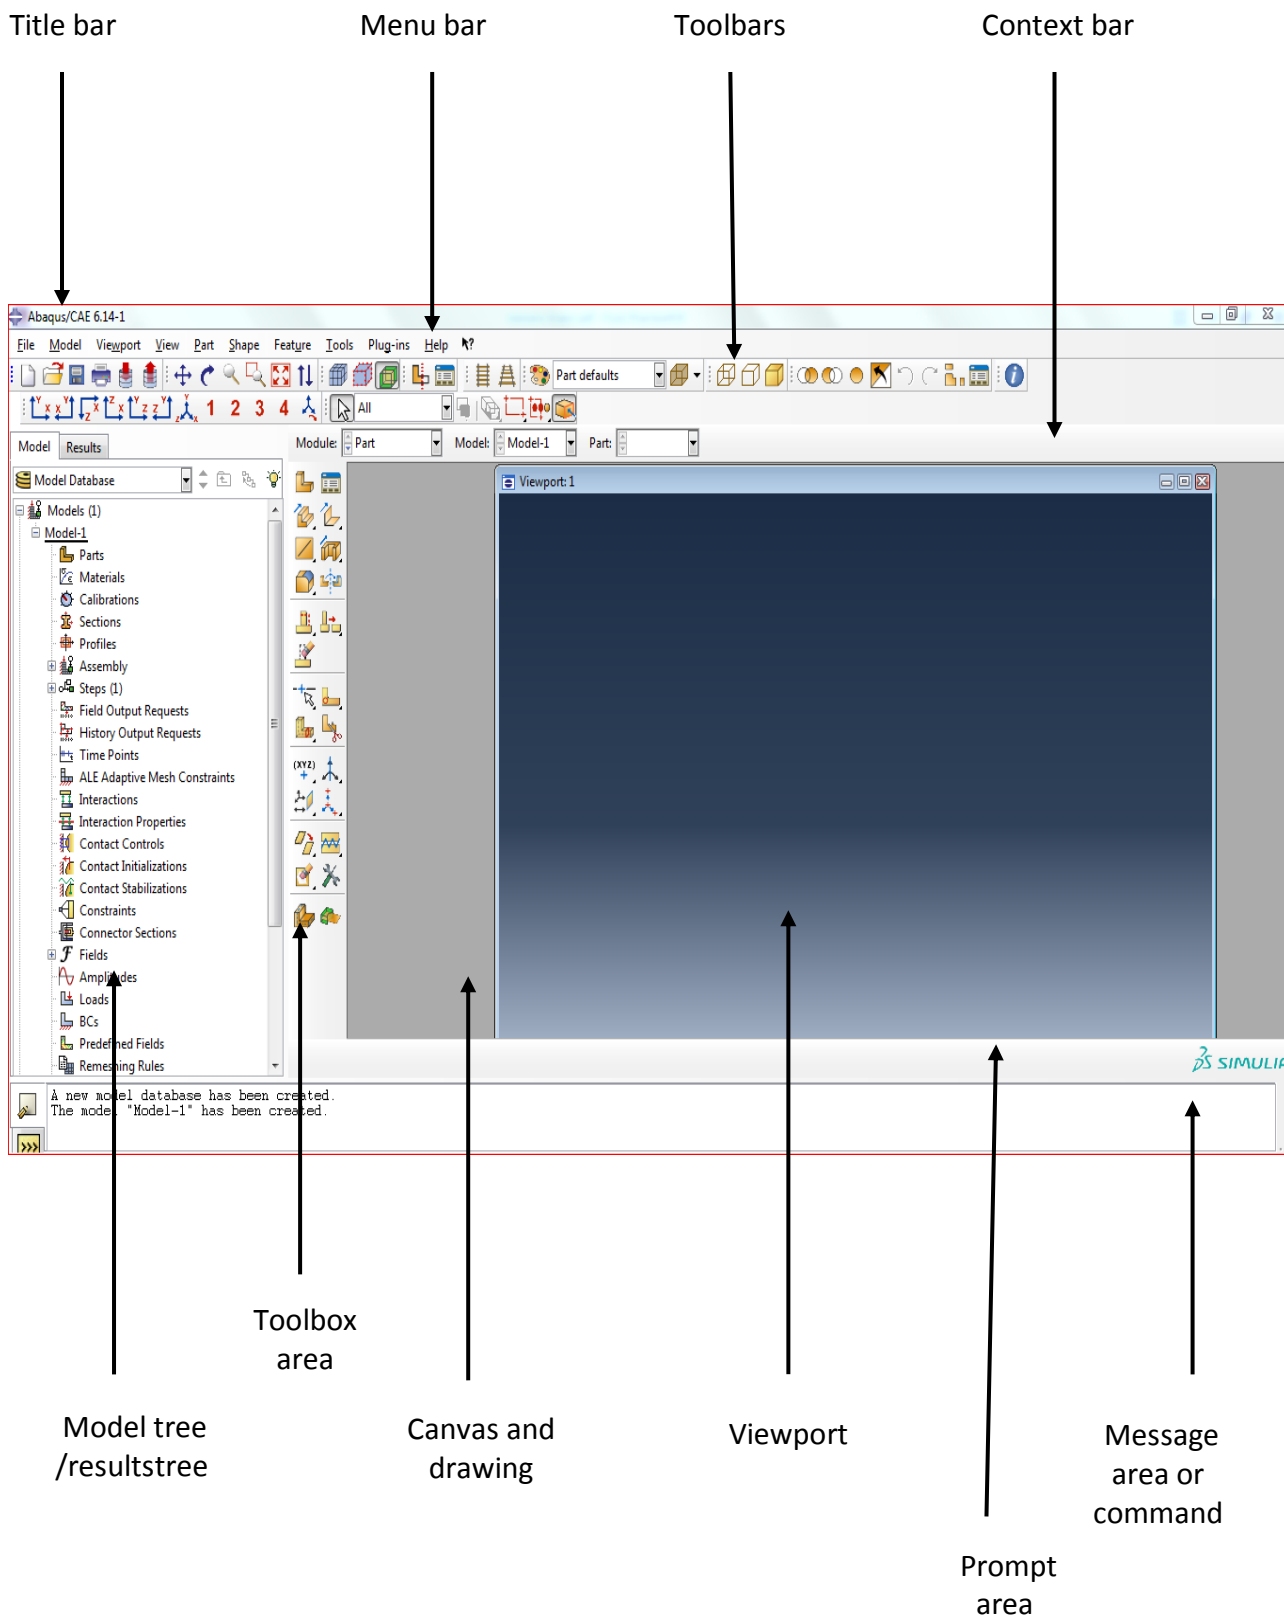 Title bar
Menu bar
Toolbars
Context bar
Abaqus/CAE 6.14-1
File Model Viewport View Part Shape Feature Tools Plug-ins Help ?
Part defaults
1 2 3 4
All
Model Results
Module: Part Model: Model-1 Part:
Model Database
Viewport: 1
Models (1)
Model-1
Parts
Materials
Calibrations
Sections
Profiles
Assembly
Steps (1)
Field Output Requests
History Output Requests
Time Points
(XYZ)
ALE Adaptive Mesh Constraints
Interactions
Interaction Properties
Contact Controls
Contact Initializations
Contact Stabilizations
Constraints
Connector Sections
Fields
Amplitudes
Loads
BCs
Predefined Fields
Remeshing Rules
SIMULIA
A new model database has been created.
The model "Model-1" has been created.
>>>
Toolbox
area
Model tree
/resultstree
Canvas and
drawing
Viewport
Message
area or
command
Prompt
area